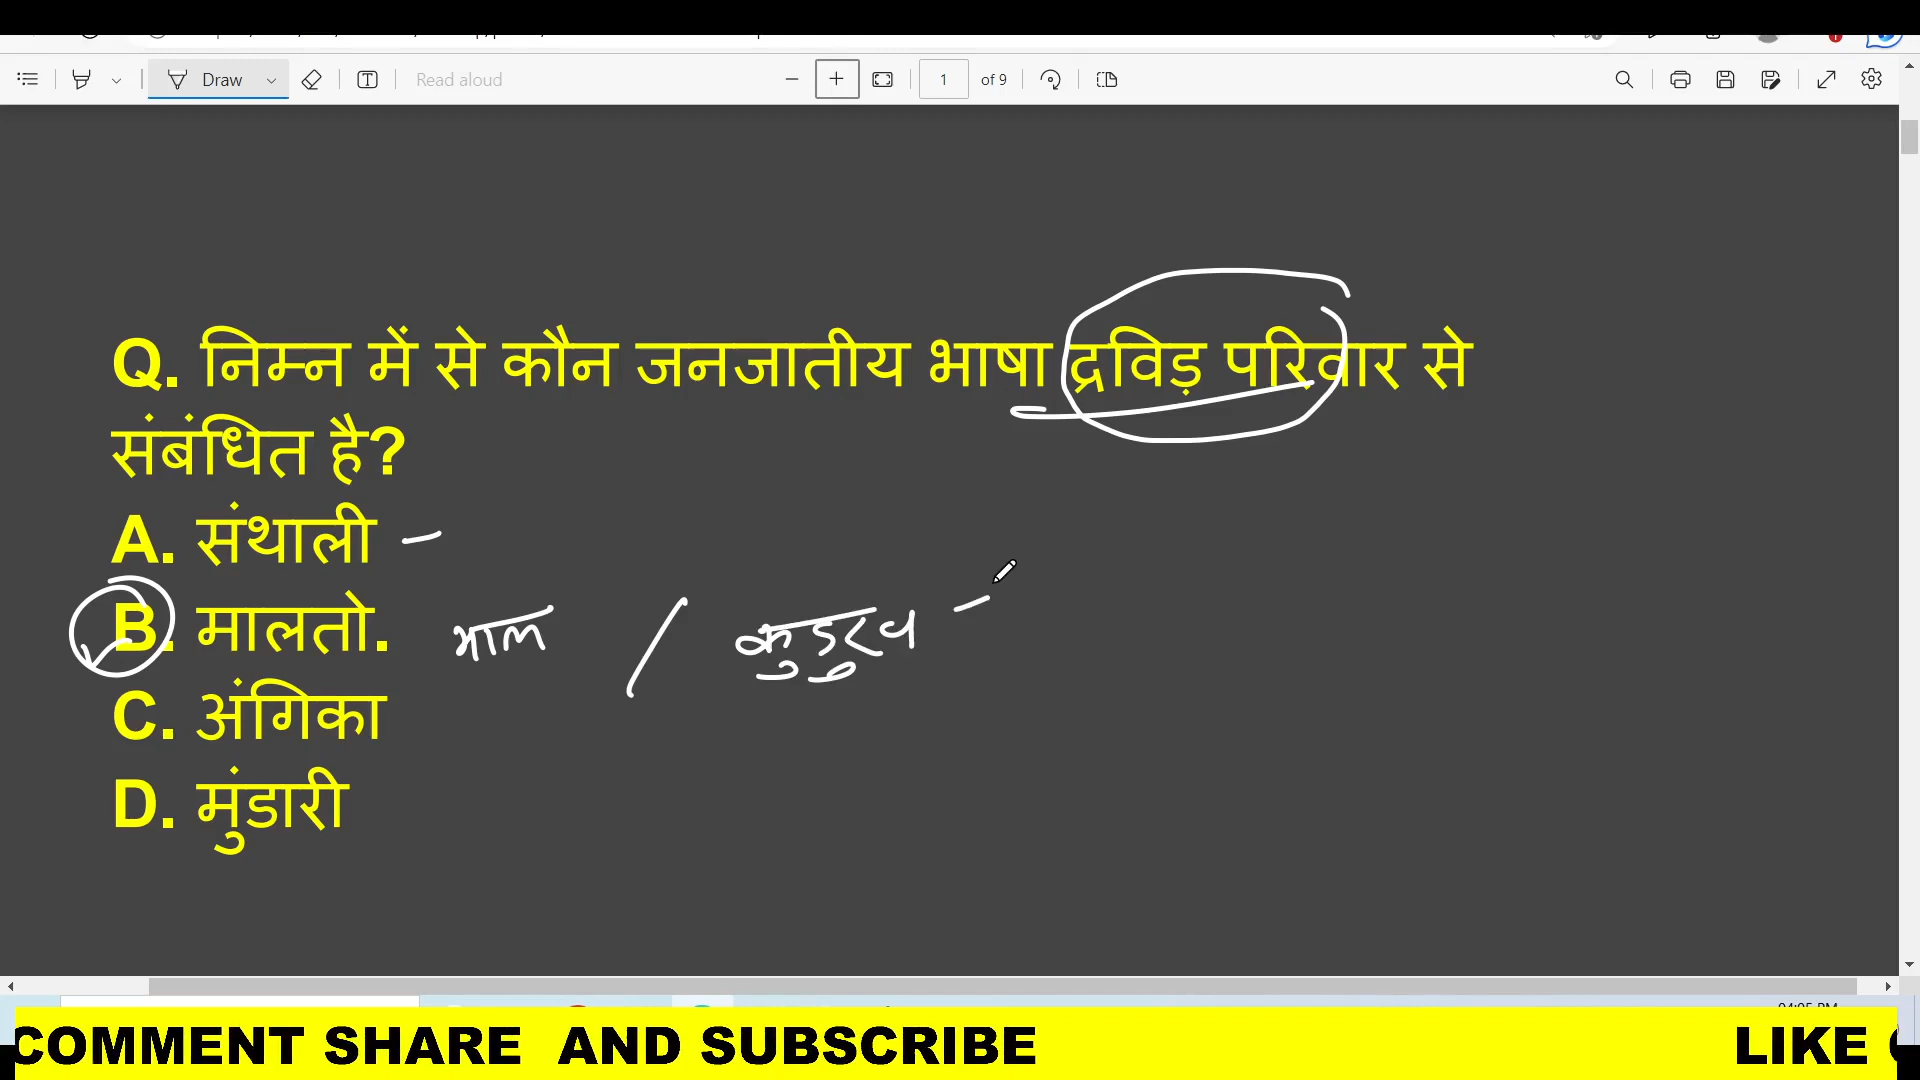 Draw
Read aloud
1 of 9
Q. निम्न में से कौन जनजातीय भाषा द्रविड़ परिवार से
संबंधित है?
A. संथाली
B. मालतो. माल / कुडुख
C. अंगिका
D. मुंडारी
COMMENT SHARE AND SUBSCRIBE LIKE